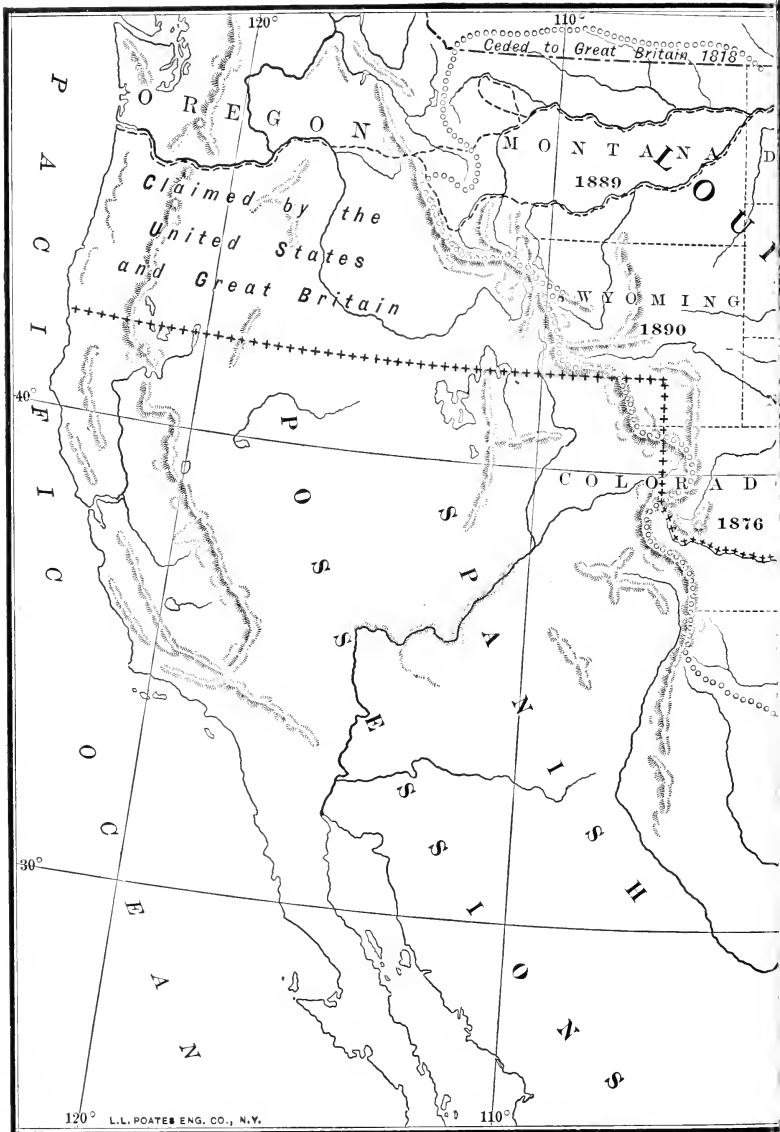 120°
110°
Ceded to Great Britain 1818
OREGON
MONTANA
1889
LOUI
D
Claimed by the
United States
and Great Britain
WYOMING
1890
40°
COLORAD
1876
SPANISH
POSSESSIONS
PACIFIC
OCEAN
30°
120°
110°
L.L. POATES ENG. CO., N.Y.